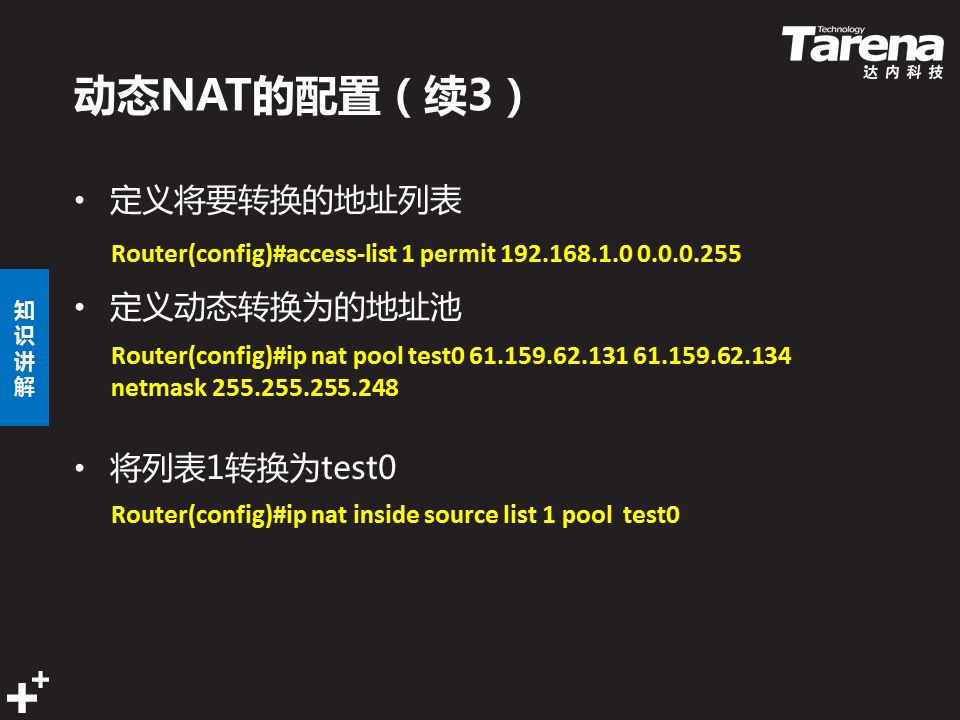 Technology
Tarena
达内科技
动态NAT的配置（续3）
• 定义将要转换的地址列表
Router(config)#access-list 1 permit 192.168.1.0 0.0.0.255
• 定义动态转换为的地址池
Router(config)#ip nat pool test0 61.159.62.131 61.159.62.134
netmask 255.255.255.248
• 将列表1转换为test0
Router(config)#ip nat inside source list 1 pool  test0
知识讲解